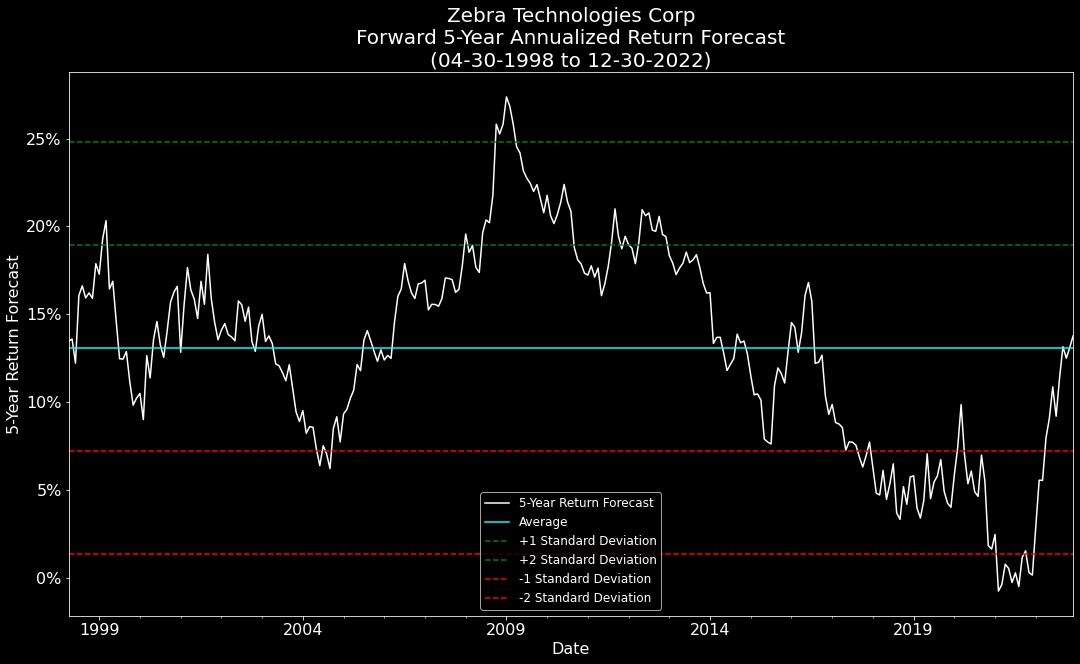 Zebra Technologies Corp
Forward 5-Year Annualized Return Forecast
(04-30-1998 to 12-30-2022)
5-Year Return Forecast
25%
20%
15%
10%
5%
0%
5-Year Return Forecast
Average
+1 Standard Deviation
+2 Standard Deviation
-1 Standard Deviation
-2 Standard Deviation
1999
2004
2009
2014
2019
Date